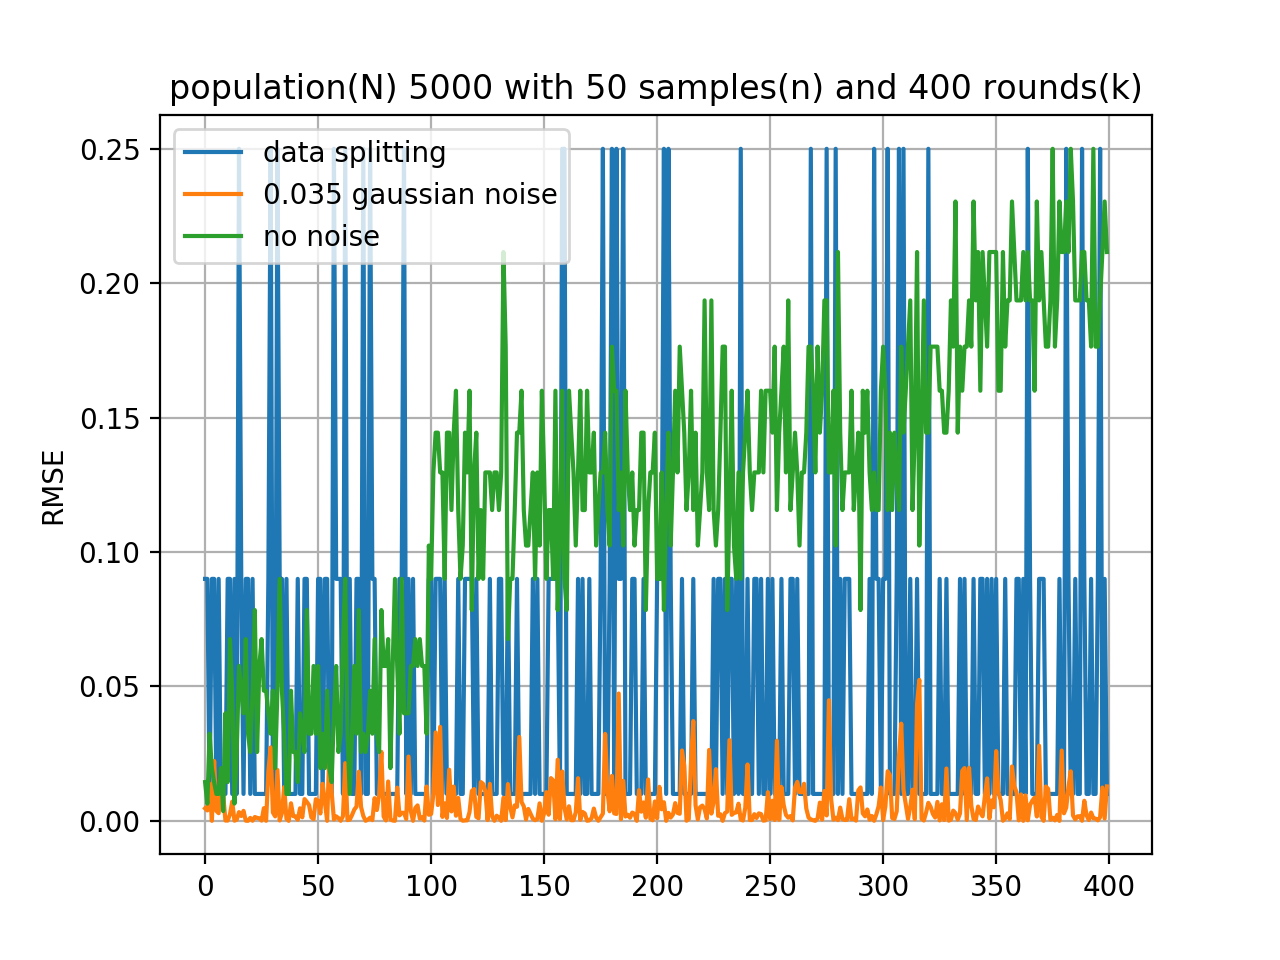 population(N) 5000 with 50 samples(n) and 400 rounds(k)
data splitting
0.035 gaussian noise
no noise
0.25
0.20
0.15
0.10
0.05
0.00
RMSE
0 50 100 150 200 250 300 350 400